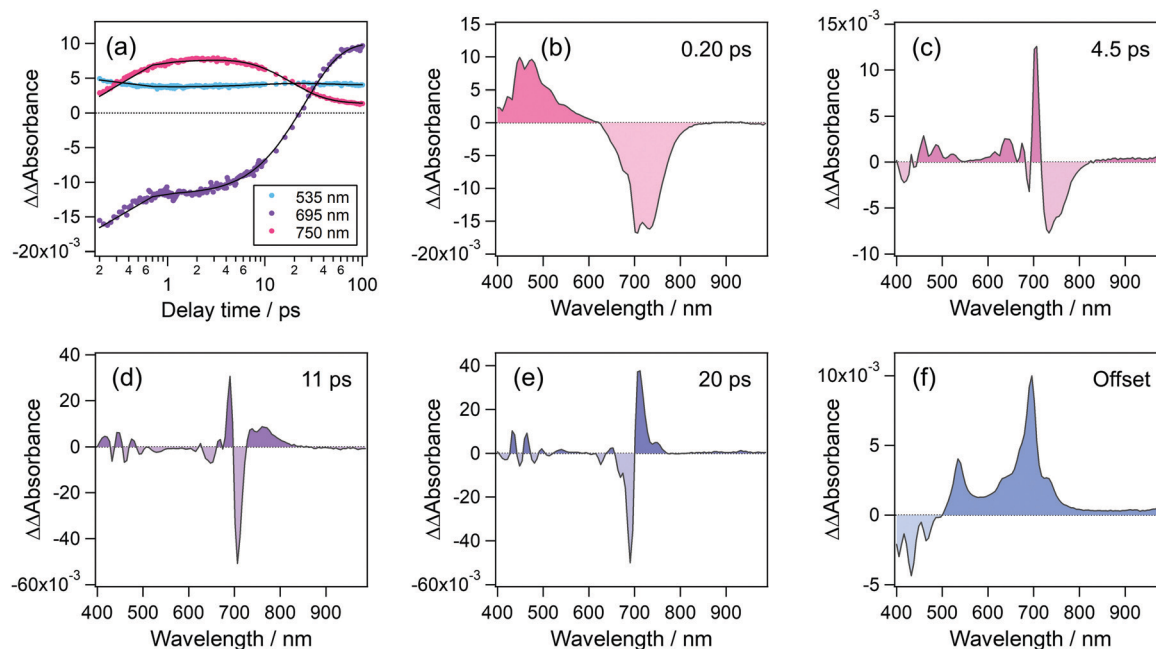 (a)
ΔΔAbsorbance
10
5
0
-5
-10
-15
-20x10⁻³
535 nm
695 nm
750 nm
2 4 6 1 2 4 6 10 2 4 6 100
Delay time / ps
(b) 0.20 ps
ΔΔAbsorbance
15
10
5
0
-5
-10
-15
-20x10⁻³
400 500 600 700 800 900
Wavelength / nm
(c) 4.5 ps
ΔΔAbsorbance
15x10⁻³
10
5
0
-5
-10
400 500 600 700 800 900
Wavelength / nm
(d) 11 ps
ΔΔAbsorbance
40
20
0
-20
-40
-60x10⁻³
400 500 600 700 800 900
Wavelength / nm
(e) 20 ps
ΔΔAbsorbance
40
20
0
-20
-40
-60x10⁻³
400 500 600 700 800 900
Wavelength / nm
(f) Offset
ΔΔAbsorbance
10x10⁻³
5
0
-5
400 500 600 700 800 900
Wavelength / nm